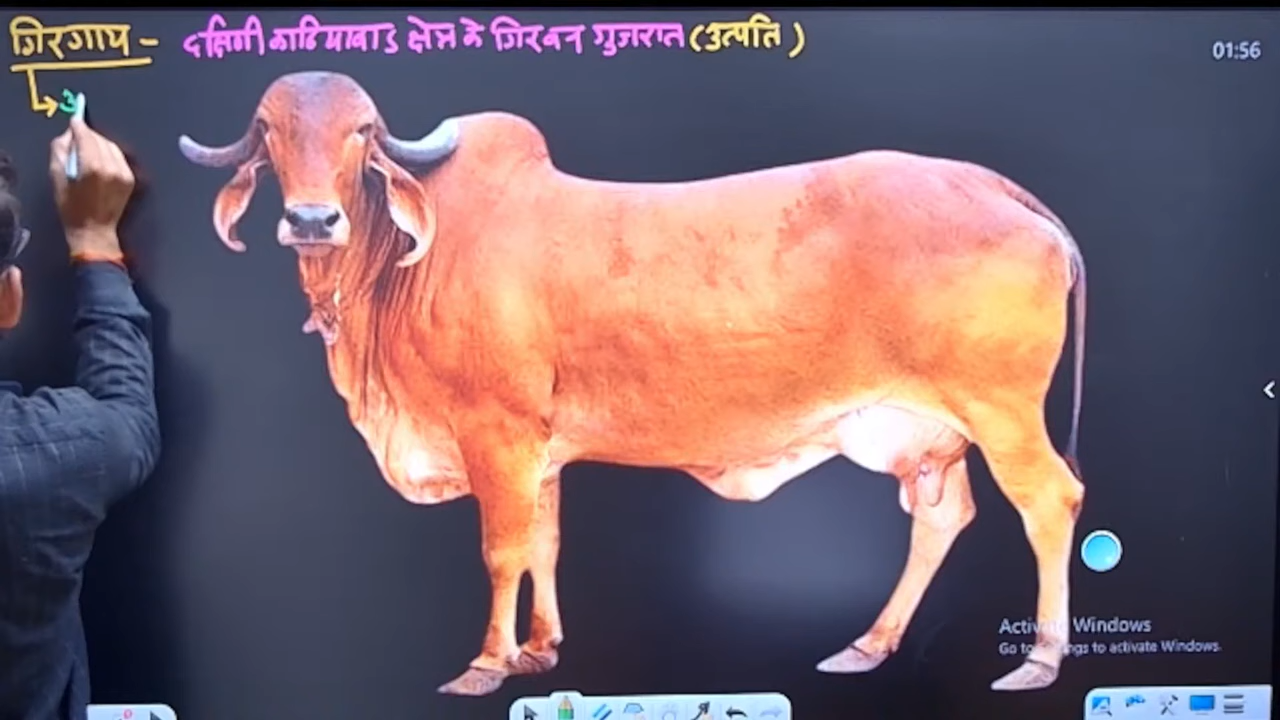 गिरगाय - दक्षिणी काठियावाड क्षेत्र के गिरवन गुजरात (उत्पति)
01:56
→ अ
Activate Windows
Go to Settings to activate Windows.